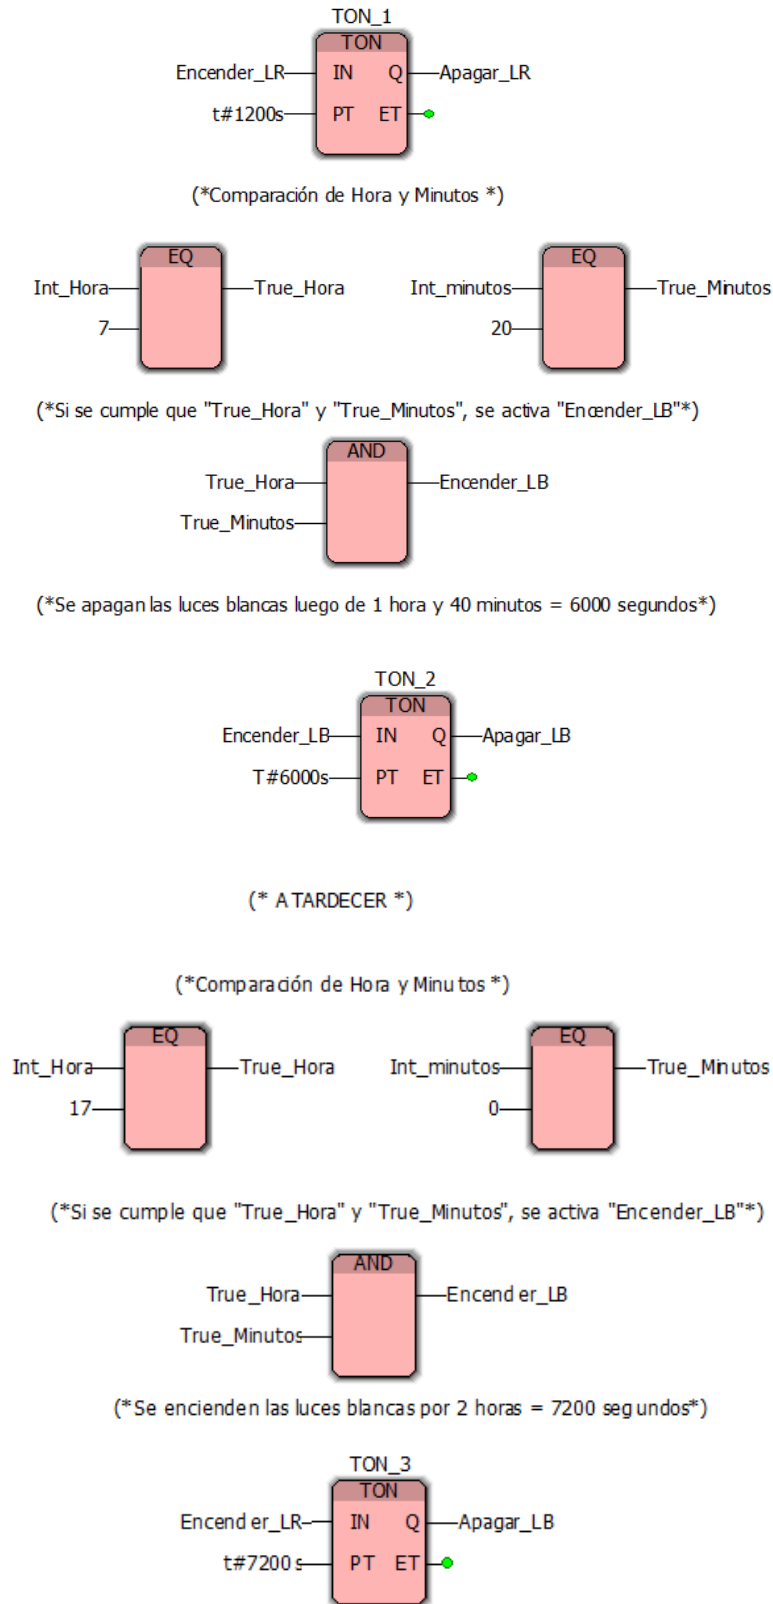 TON_1
TON
Encender_LR IN Q Apagar_LR
t#1200s PT ET
(*Comparación de Hora y Minutos *)
EQ EQ
Int_Hora True_Hora Int_minutos True_Minutos
7 20
(*Si se cumple que "True_Hora" y "True_Minutos", se activa "Encender_LB"*)
AND
True_Hora Encender_LB
True_Minutos
(*Se apagan las luces blancas luego de 1 hora y 40 minutos = 6000 segundos*)
TON_2
TON
Encender_LB IN Q Apagar_LB
T#6000s PT ET
(* ATARDECER *)
(*Comparación de Hora y Minutos *)
EQ EQ
Int_Hora True_Hora Int_minutos True_Minutos
17 0
(*Si se cumple que "True_Hora" y "True_Minutos", se activa "Encender_LB"*)
AND
True_Hora Encender_LB
True_Minutos
(*Se encienden las luces blancas por 2 horas = 7200 segundos*)
TON_3
TON
Encender_LR IN Q Apagar_LB
t#7200s PT ET